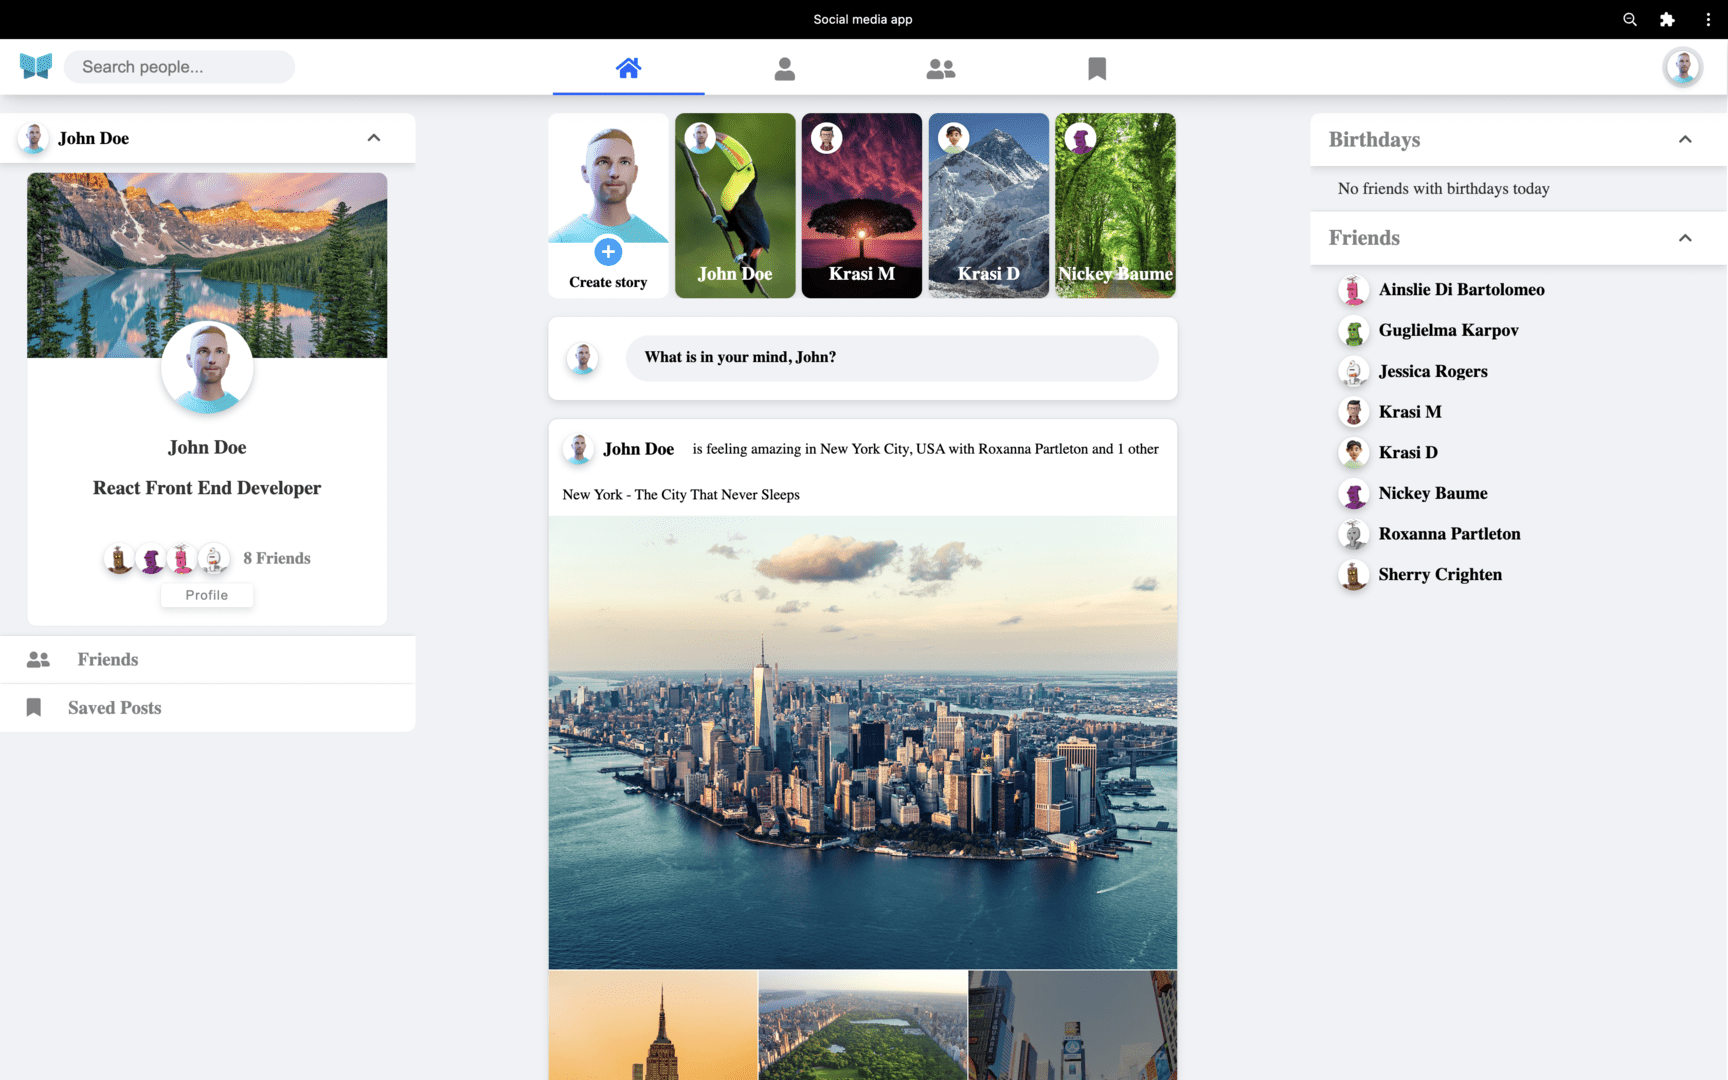 Social media app
Search people...
John Doe
John Doe
React Front End Developer
8 Friends
Profile
Friends
Saved Posts
Create story
John Doe
Krasi M
Krasi D
Nickey Baume
What is in your mind, John?
John Doe is feeling amazing in New York City, USA with Roxanna Partleton and 1 other
New York - The City That Never Sleeps
Birthdays
No friends with birthdays today
Friends
Ainslie Di Bartolomeo
Guglielma Karpov
Jessica Rogers
Krasi M
Krasi D
Nickey Baume
Roxanna Partleton
Sherry Crighten